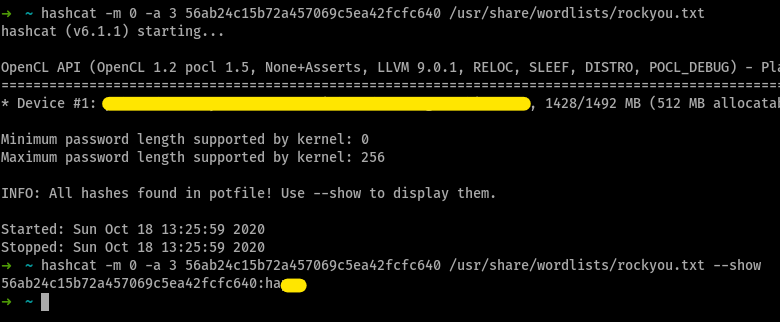 ➜ ~ hashcat -m 0 -a 3 56ab24c15b72a457069c5ea42fcfc640 /usr/share/wordlists/rockyou.txt
hashcat (v6.1.1) starting...
OpenCL API (OpenCL 1.2 pocl 1.5, None+Asserts, LLVM 9.0.1, RELOC, SLEEF, DISTRO, POCL_DEBUG) -
================================================================================
* Device #1: , 1428/1492 MB (512 MB
Minimum password length supported by kernel: 0
Maximum password length supported by kernel: 256
INFO: All hashes found in potfile! Use --show to display them.
Started: Sun Oct 18 13:25:59 2020
Stopped: Sun Oct 18 13:25:59 2020
➜ ~ hashcat -m 0 -a 3 56ab24c15b72a457069c5ea42fcfc640 /usr/share/wordlists/rockyou.txt --show
56ab24c15b72a457069c5ea42fcfc640:ha
➜ ~